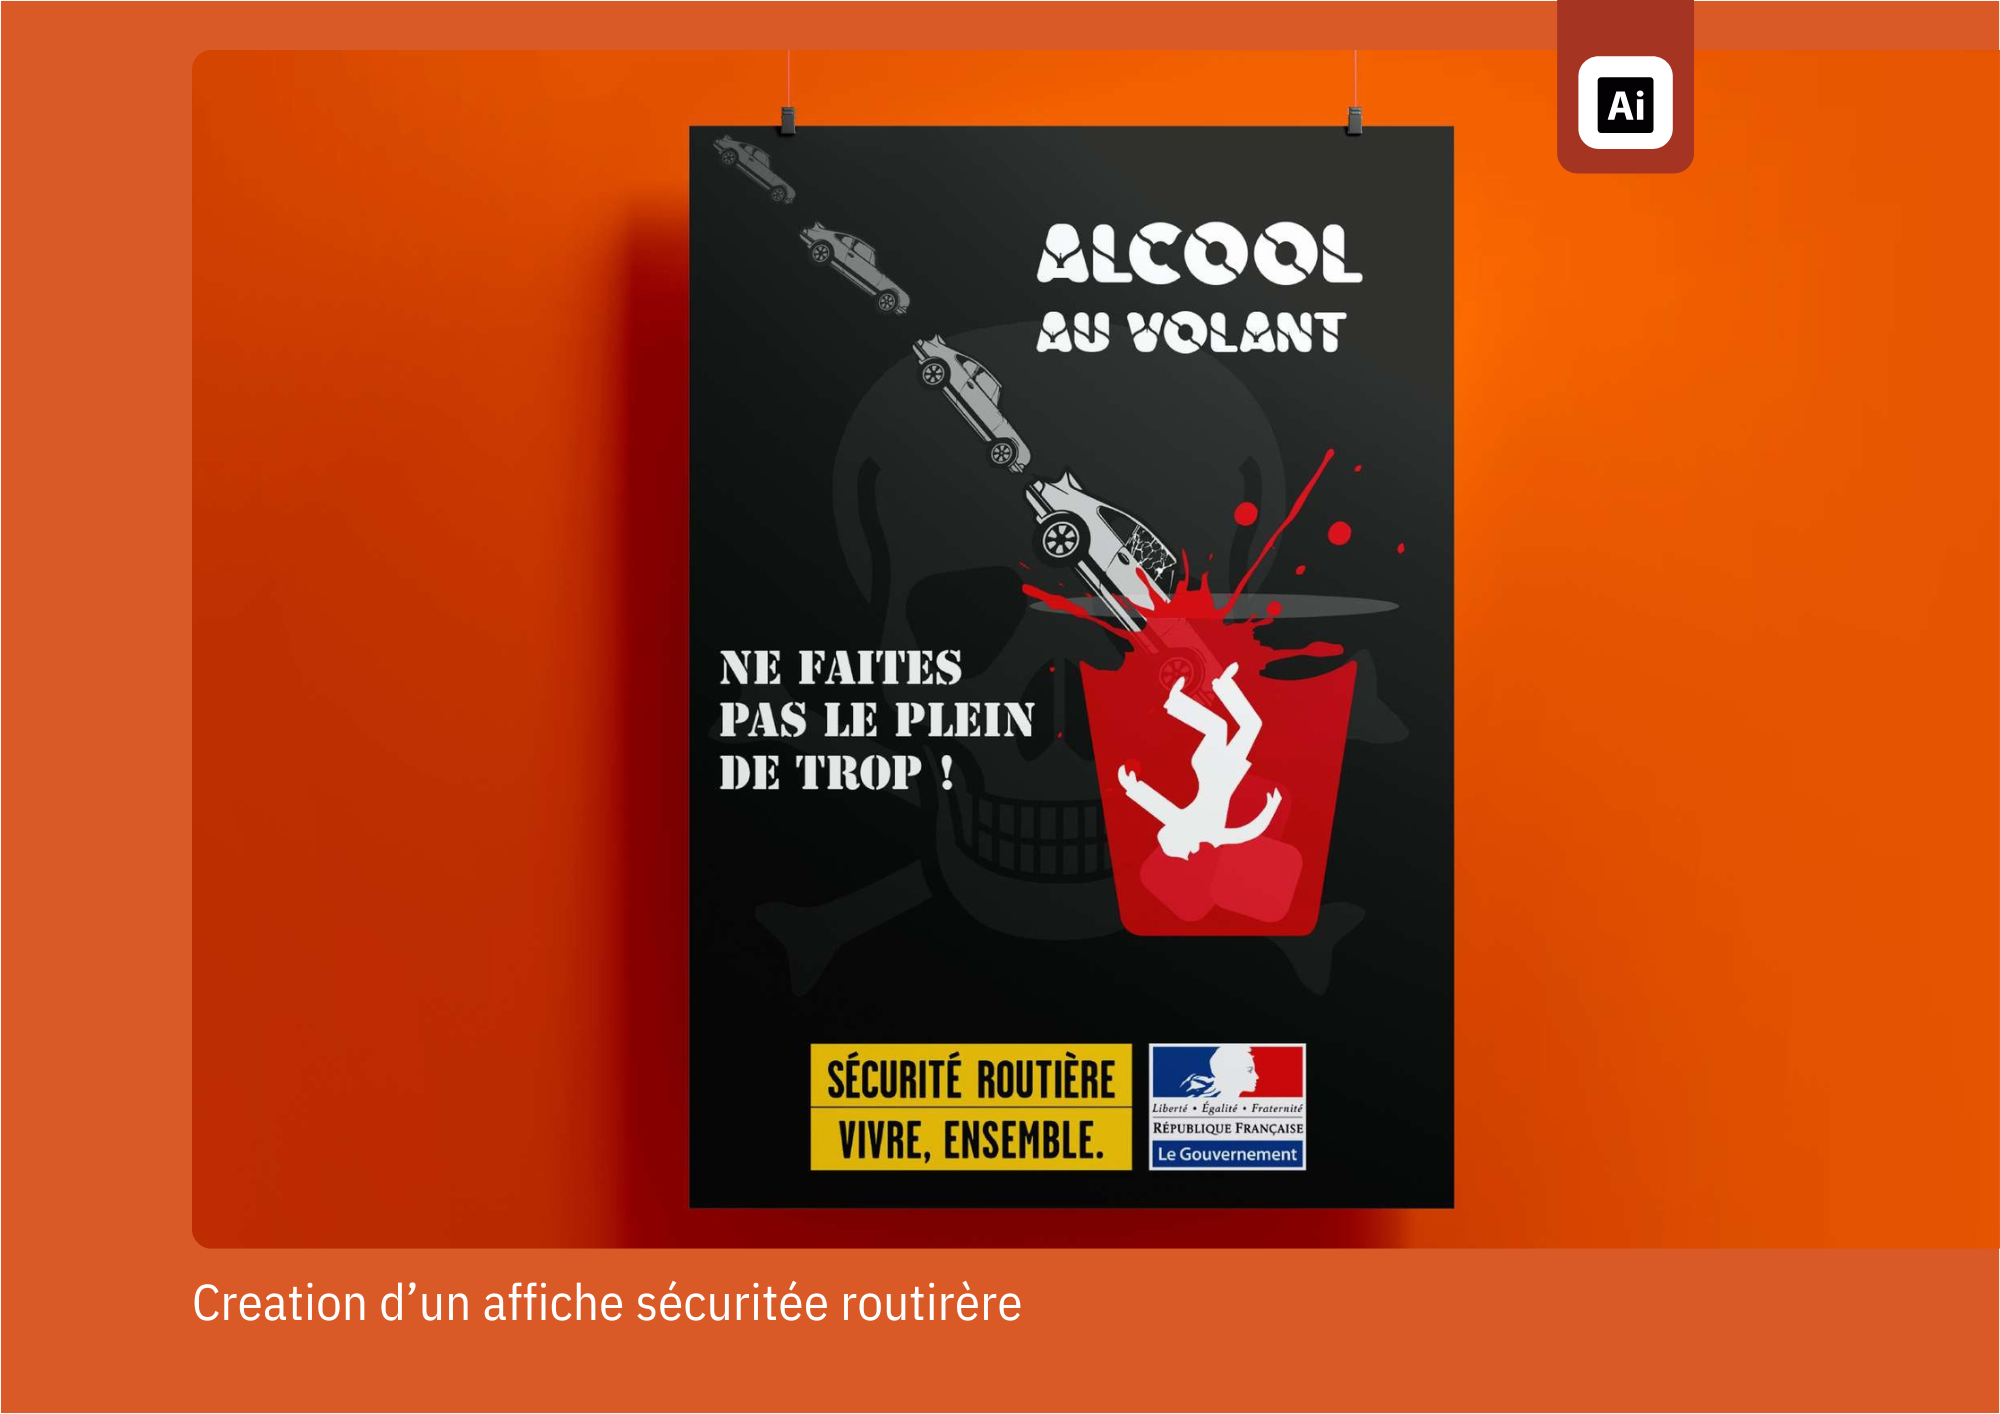 Ai
ALCOOL
AU VOLANT
NE FAITES
PAS LE PLEIN
DE TROP !
SÉCURITÉ ROUTIÈRE
VIVRE, ENSEMBLE.
Liberté • Égalité • Fraternité
RÉPUBLIQUE FRANÇAISE
Le Gouvernement
Creation d’un affiche sécuritée routirère